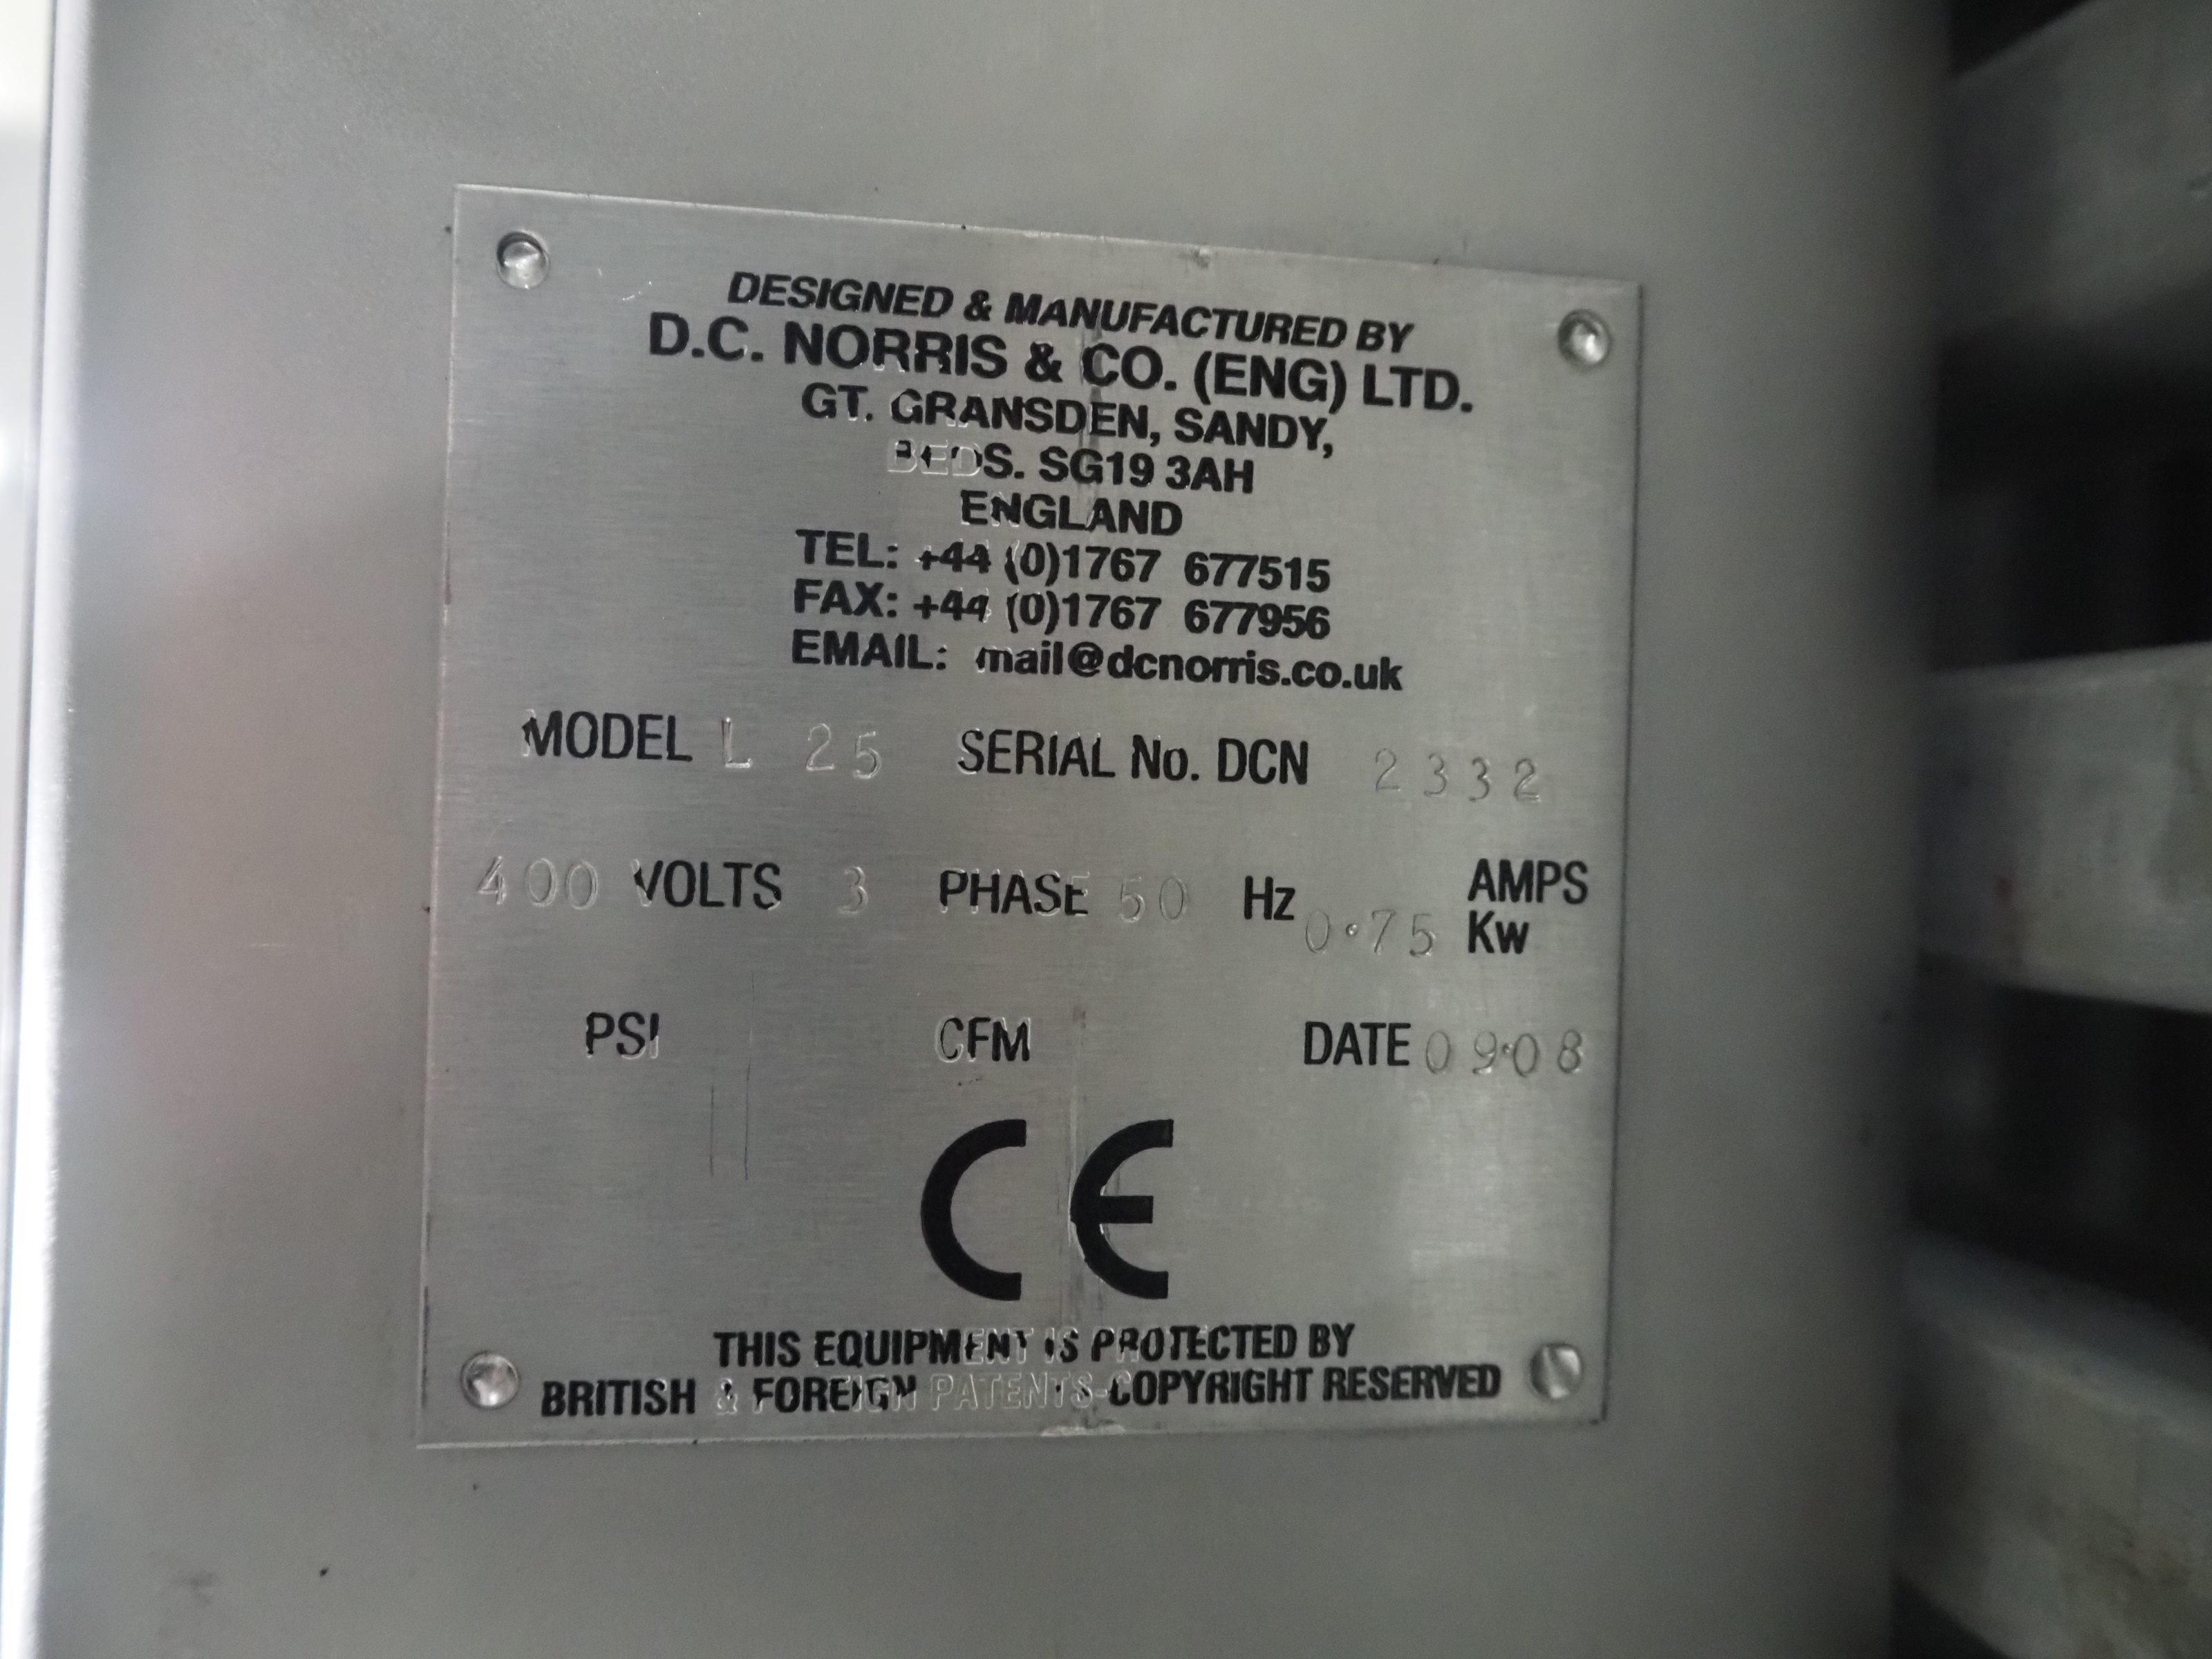 DESIGNED & MANUFACTURED BY
D.C. NORRIS & CO. (ENG) LTD.
GT. GRANSDEN, SANDY,
BEDS. SG19 3AH
ENGLAND
TEL: +44 (0)1767 677515
FAX: +44 (0)1767 677956
EMAIL: mail@dcnorris.co.uk
MODEL L 25 SERIAL No. DCN 2332
400 VOLTS 3 PHASE 50 Hz 0.75 AMPS Kw
PSI CFM DATE 09.08
CE
THIS EQUIPMENT IS PROTECTED BY
BRITISH & FOREIGN PATENTS-COPYRIGHT RESERVED